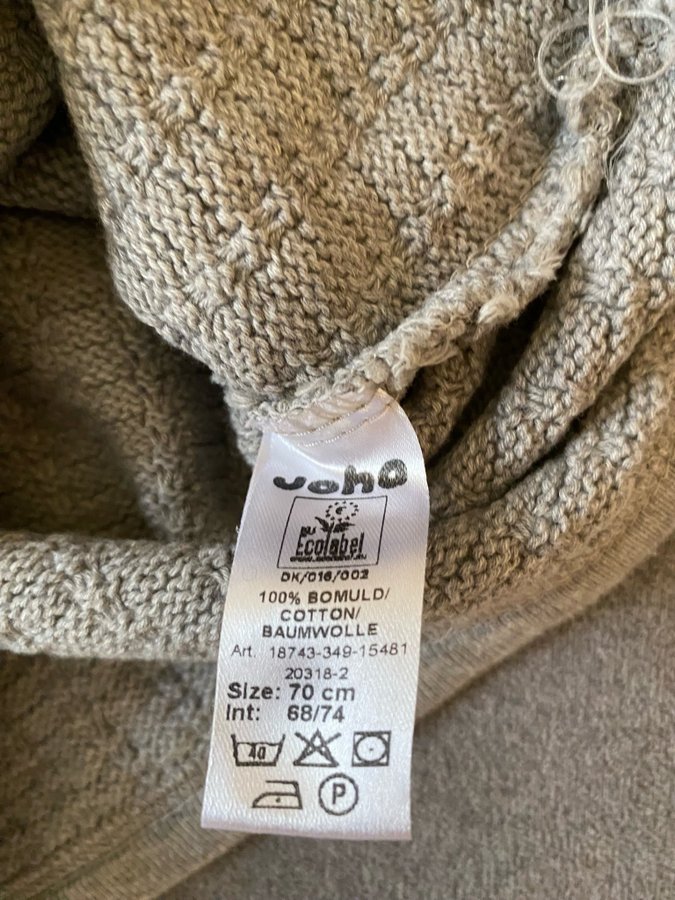 Joha
EU
Ecolabel
DK/016/002
100% BOMULD/
COTTON/
BAUMWOLLE
Art. 18743-349-15481
20318-2
Size: 70 cm
Int: 68/74
40
P